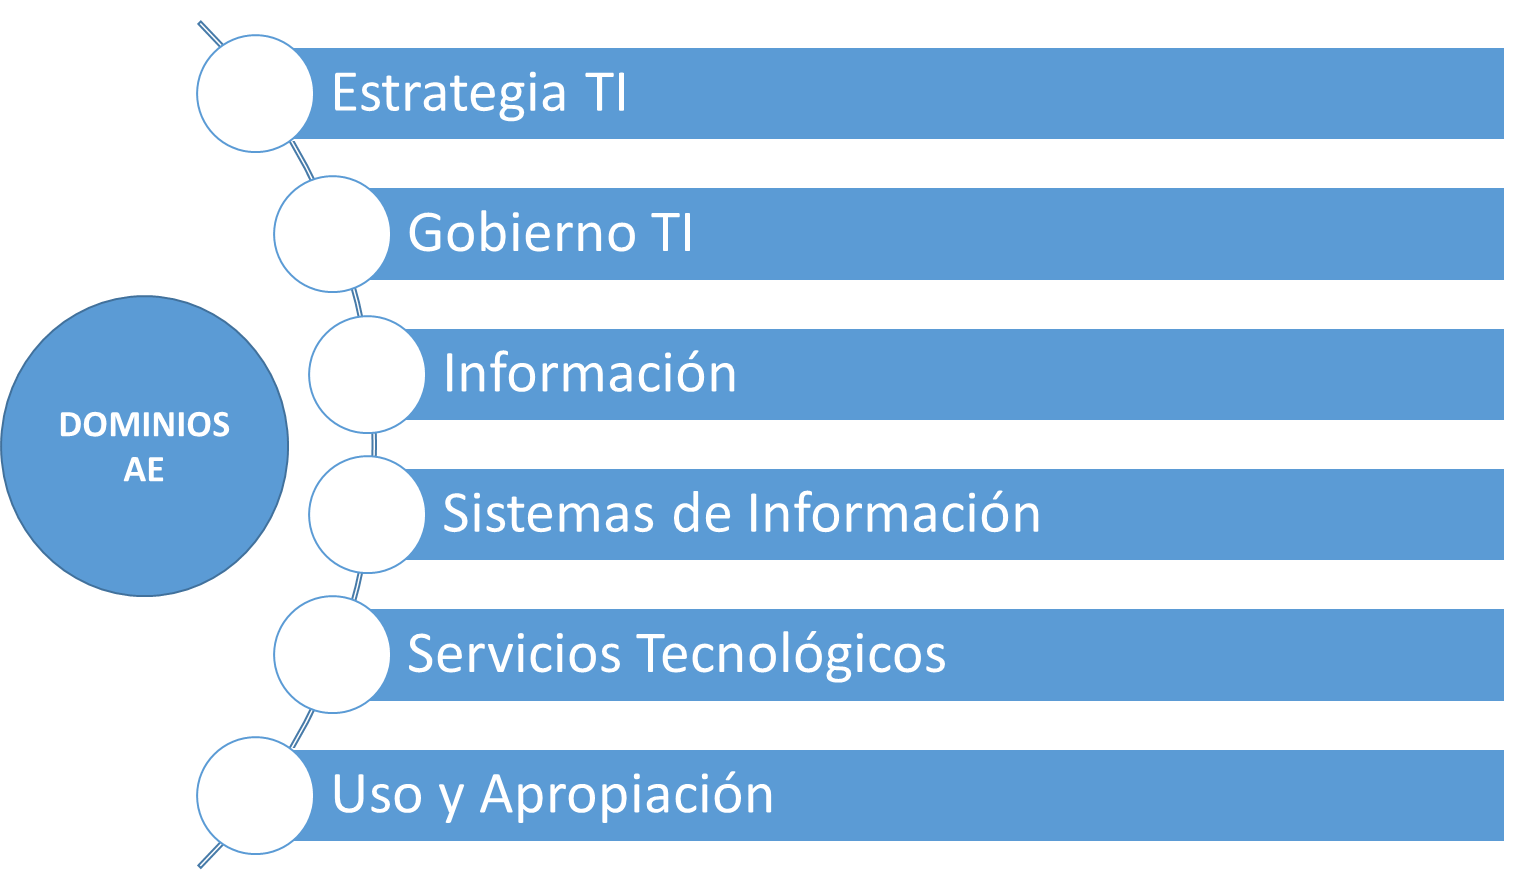 Estrategia TI
Gobierno TI
Información
DOMINIOS
AE
Sistemas de Información
Servicios Tecnológicos
Uso y Apropiación